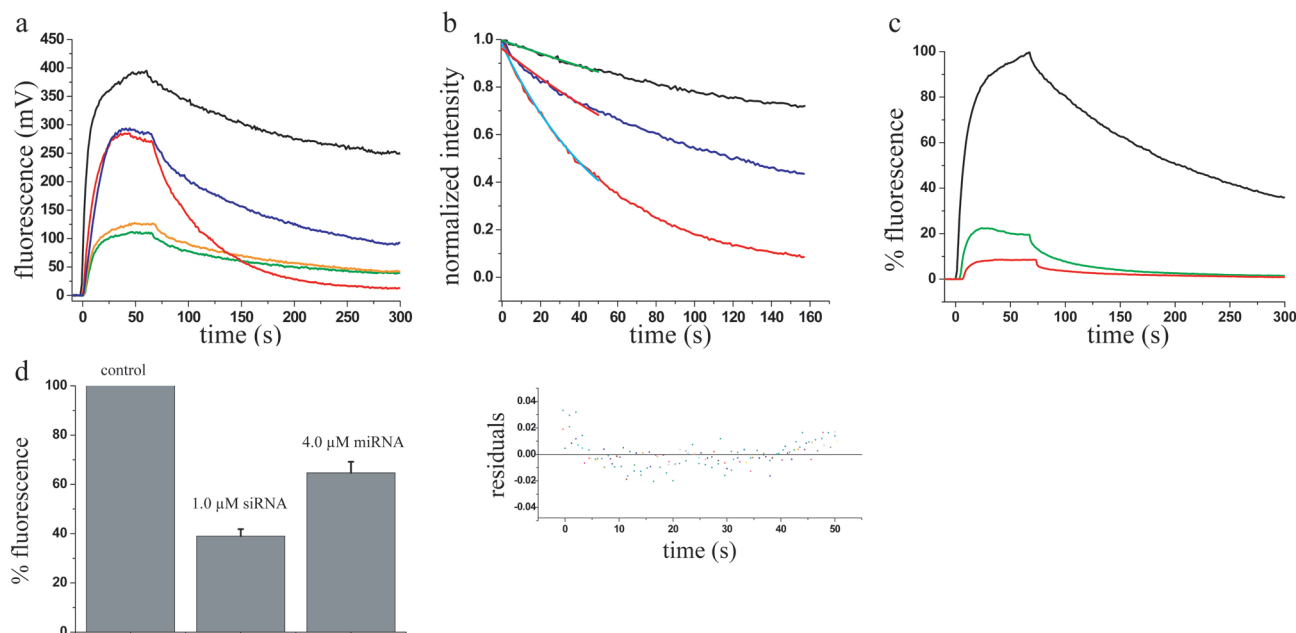 a
450
400
350
300
250
200
150
100
50
0
fluorescence (mV)
0 50 100 150 200 250 300
time (s)
b
1.0
0.8
0.6
0.4
0.2
0.0
normalized intensity
0 20 40 60 80 100 120 140 160
time (s)
c
100
80
60
40
20
0
% fluorescence
0 50 100 150 200 250 300
time (s)
d
100
80
60
40
20
0
% fluorescence
control
1.0 µM siRNA
4.0 µM miRNA
0.04
0.02
0.00
-0.02
-0.04
residuals
0 10 20 30 40 50
time (s)